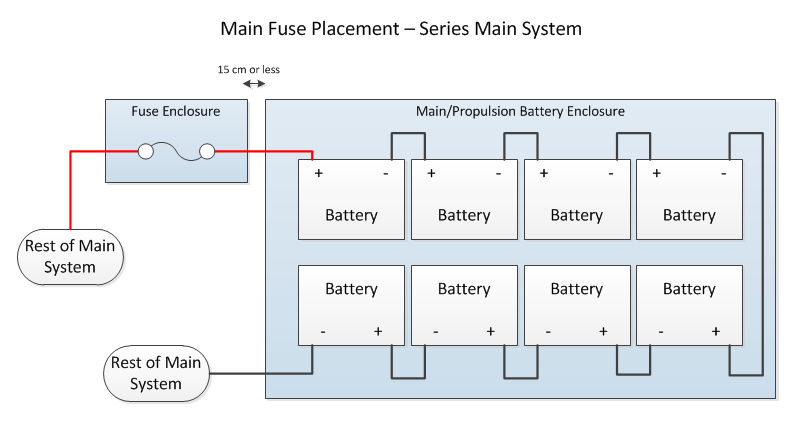 Main Fuse Placement – Series Main System
15 cm or less
Fuse Enclosure
Main/Propulsion Battery Enclosure
+ - + - + - + -
Battery Battery Battery Battery
Rest of Main
System
Battery Battery Battery Battery
- + - + - + - +
Rest of Main
System